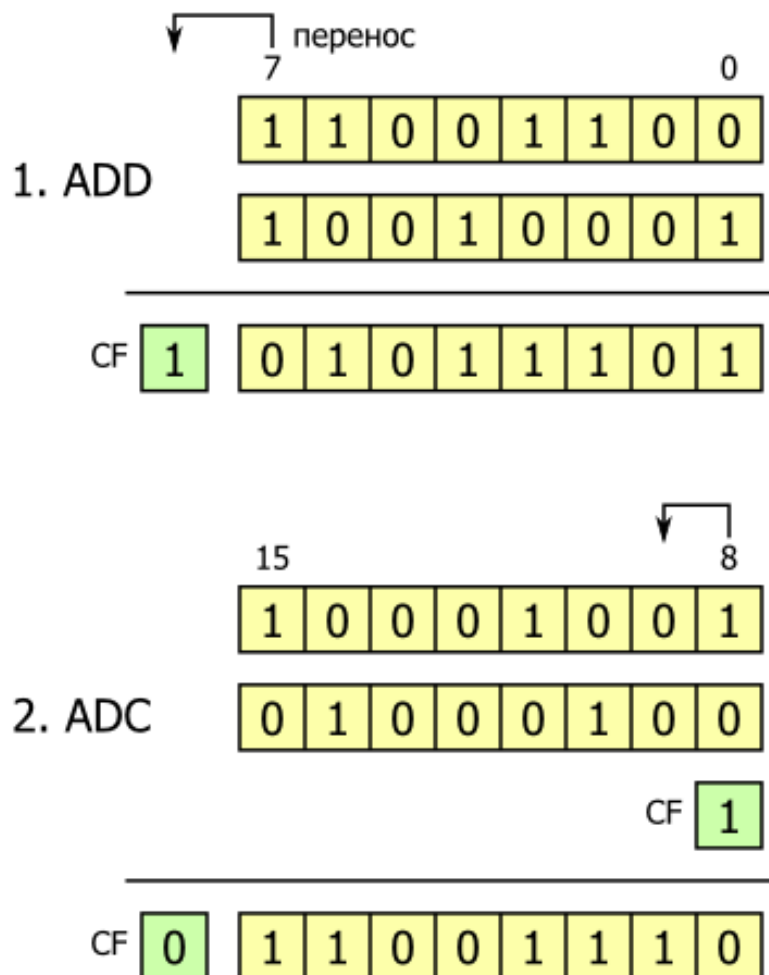 перенос
7 0
1 1 0 0 1 1 0 0
1. ADD
1 0 0 1 0 0 0 1
CF 1 0 1 0 1 1 1 0 1
15 8
1 0 0 0 1 0 0 1
2. ADC
0 1 0 0 0 1 0 0
CF 1
CF 0 1 1 0 0 1 1 1 0